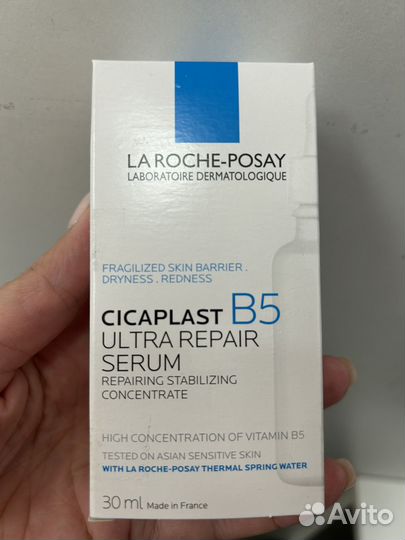 LA ROCHE-POSAY
LABORATOIRE DERMATOLOGIQUE
FRAGILIZED SKIN BARRIER .
DRYNESS . REDNESS
CICAPLAST B5
ULTRA REPAIR
SERUM
REPAIRING STABILIZING
CONCENTRATE
HIGH CONCENTRATION OF VITAMIN B5
TESTED ON ASIAN SENSITIVE SKIN
WITH LA ROCHE-POSAY THERMAL SPRING WATER
30 ml Made in France
Avito